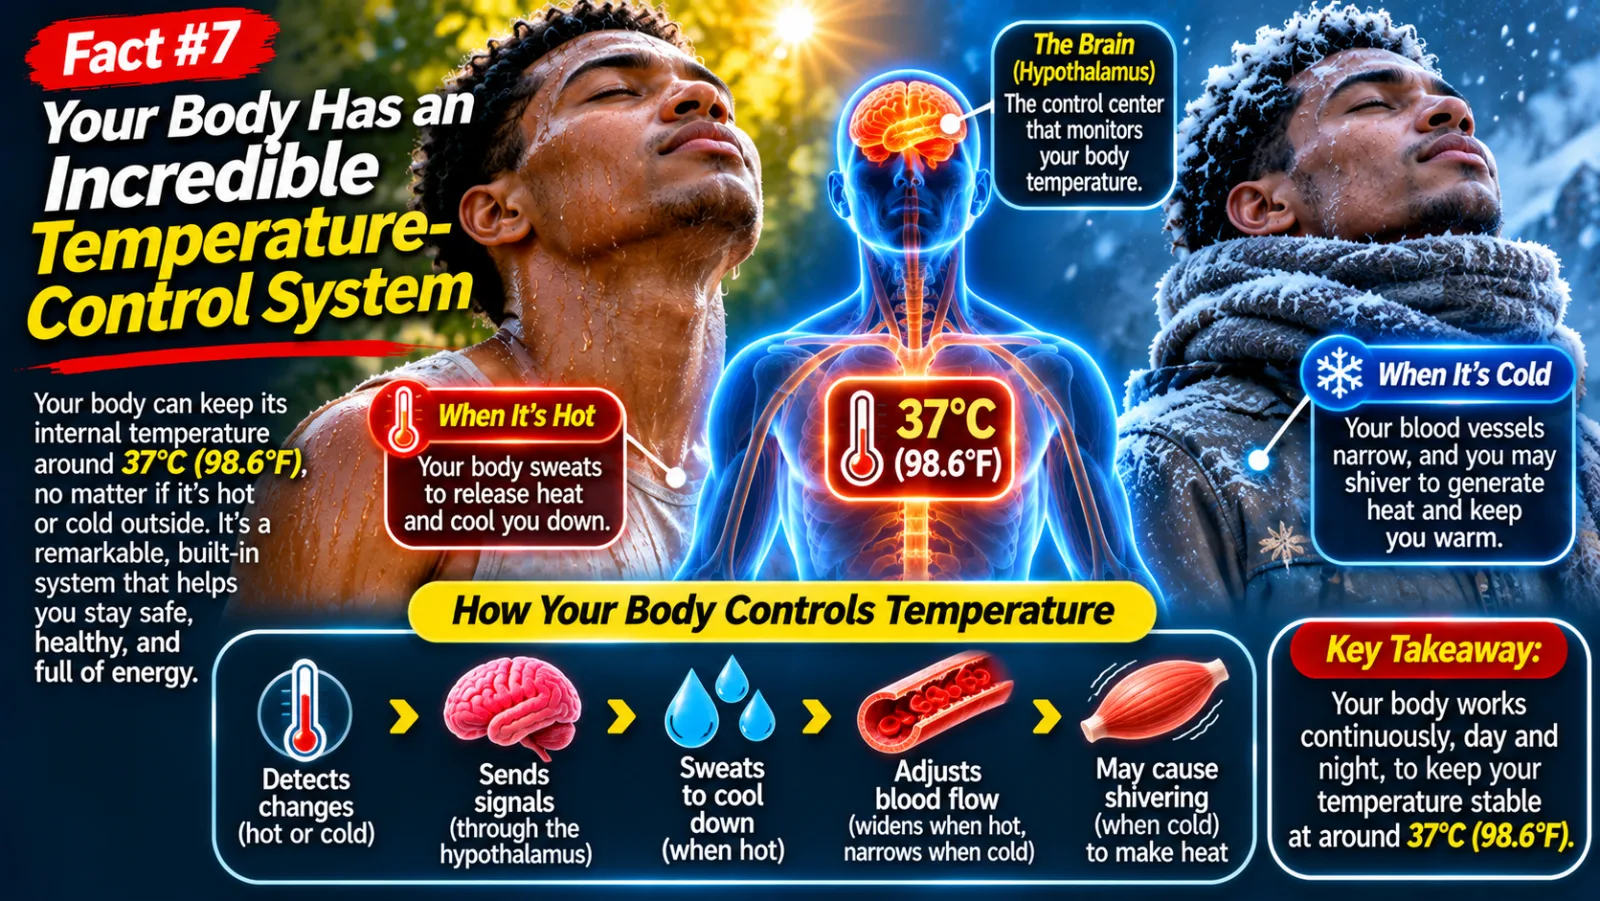 Fact #7
Your Body Has an
Incredible
Temperature-
Control System
Your body can keep its
internal temperature
around 37°C (98.6°F),
no matter if it's hot
or cold outside. It's a
remarkable, built-in
system that helps
you stay safe,
healthy, and
full of energy.
When It's Hot
Your body sweats
to release heat
and cool you down.
The Brain
(Hypothalamus)
The control center
that monitors
your body
temperature.
37°C
(98.6°F)
When It's Cold
Your blood vessels
narrow, and you may
shiver to generate
heat and keep
you warm.
How Your Body Controls Temperature
Detects
changes
(hot or cold)
Sends
signals
(through the
hypothalamus)
Sweats
to cool
down
(when hot)
Adjusts
blood flow
(widens when hot,
narrows when cold)
May cause
shivering
(when cold)
to make heat
Key Takeaway:
Your body works
continuously, day and
night, to keep your
temperature stable
at around 37°C (98.6°F).